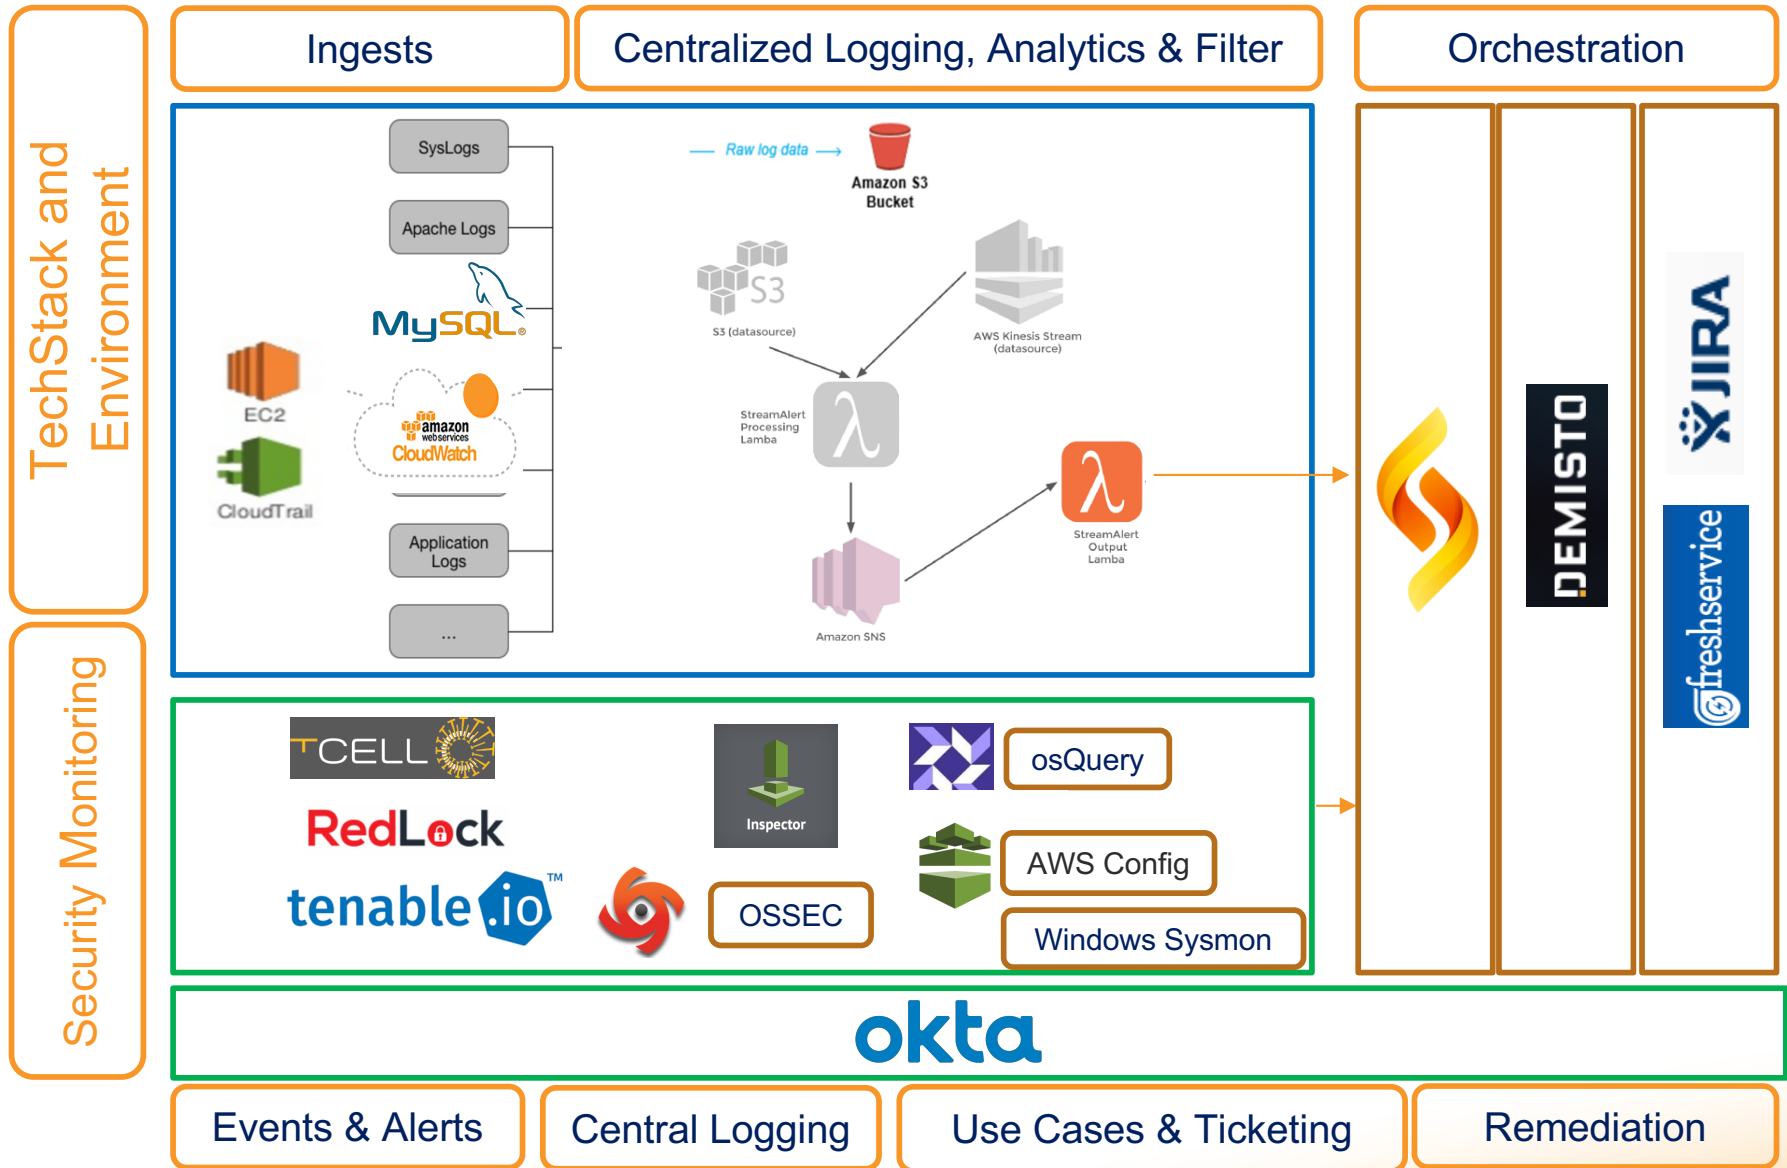 Ingests
Centralized Logging, Analytics & Filter
Orchestration
TechStack and
Environment
SysLogs
Apache Logs
MySQL®
EC2
CloudTrail
amazon
webservices
CloudWatch
Application
Logs
...
Raw log data
Amazon S3
Bucket
S3
S3 (datasource)
AWS Kinesis Stream
(datasource)
StreamAlert
Processing
Lamba
λ
λ
StreamAlert
Output
Lamba
Amazon SNS
DEMISTO
JIRA
freshservice
Security Monitoring
TCELL
RedLock
tenable.io™
Inspector
OSSEC
osQuery
AWS Config
Windows Sysmon
okta
Events & Alerts
Central Logging
Use Cases & Ticketing
Remediation